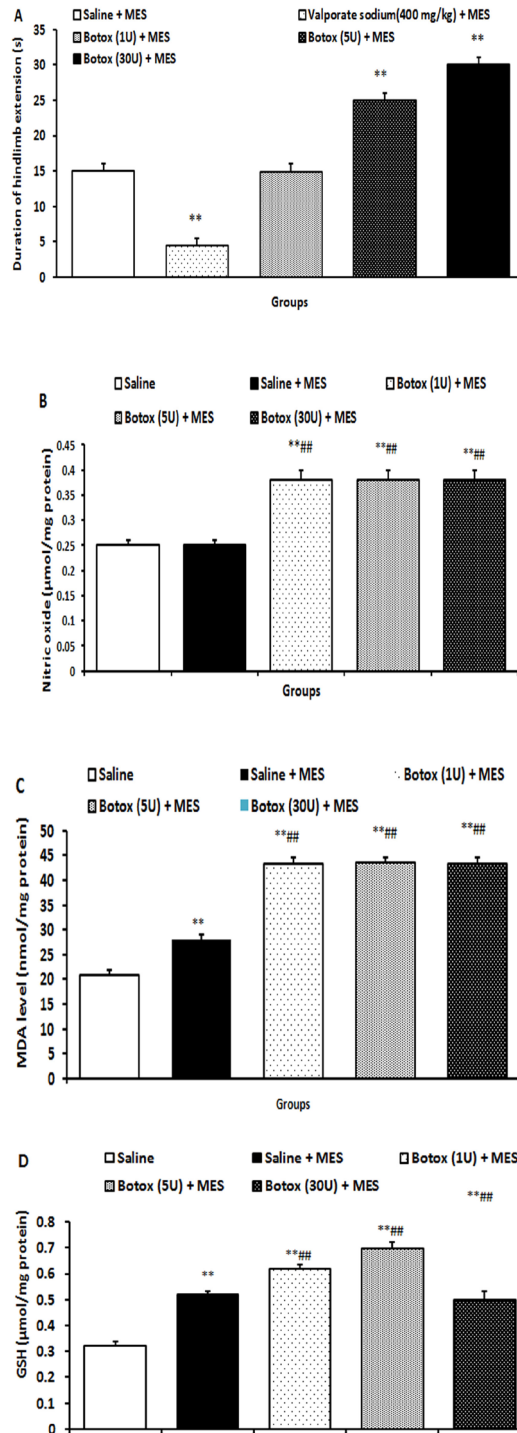 A
Saline + MES
Valporate sodium(400 mg/kg) + MES
Botox (1U) + MES
Botox (5U) + MES
Botox (30U) + MES
Duration of hindlimb extension (s)
35
30
25
20
15
10
5
0
**
**
**
Groups
B
Saline
Saline + MES
Botox (1U) + MES
Botox (5U) + MES
Botox (30U) + MES
Nitric oxide (µmol/mg protein)
0.45
0.4
0.35
0.3
0.25
0.2
0.15
0.1
0.05
0
**##
**##
**##
Groups
C
Saline
Saline + MES
Botox (1U) + MES
Botox (5U) + MES
Botox (30U) + MES
MDA level (nmol/mg protein)
50
45
40
35
30
25
20
15
10
5
0
**
**##
**##
**##
Groups
D
Saline
Saline + MES
Botox (1U) + MES
Botox (5U) + MES
Botox (30U) + MES
GSH (µmol/mg protein)
0.8
0.7
0.6
0.5
0.4
0.3
0.2
0.1
0
**
**##
**##
**##